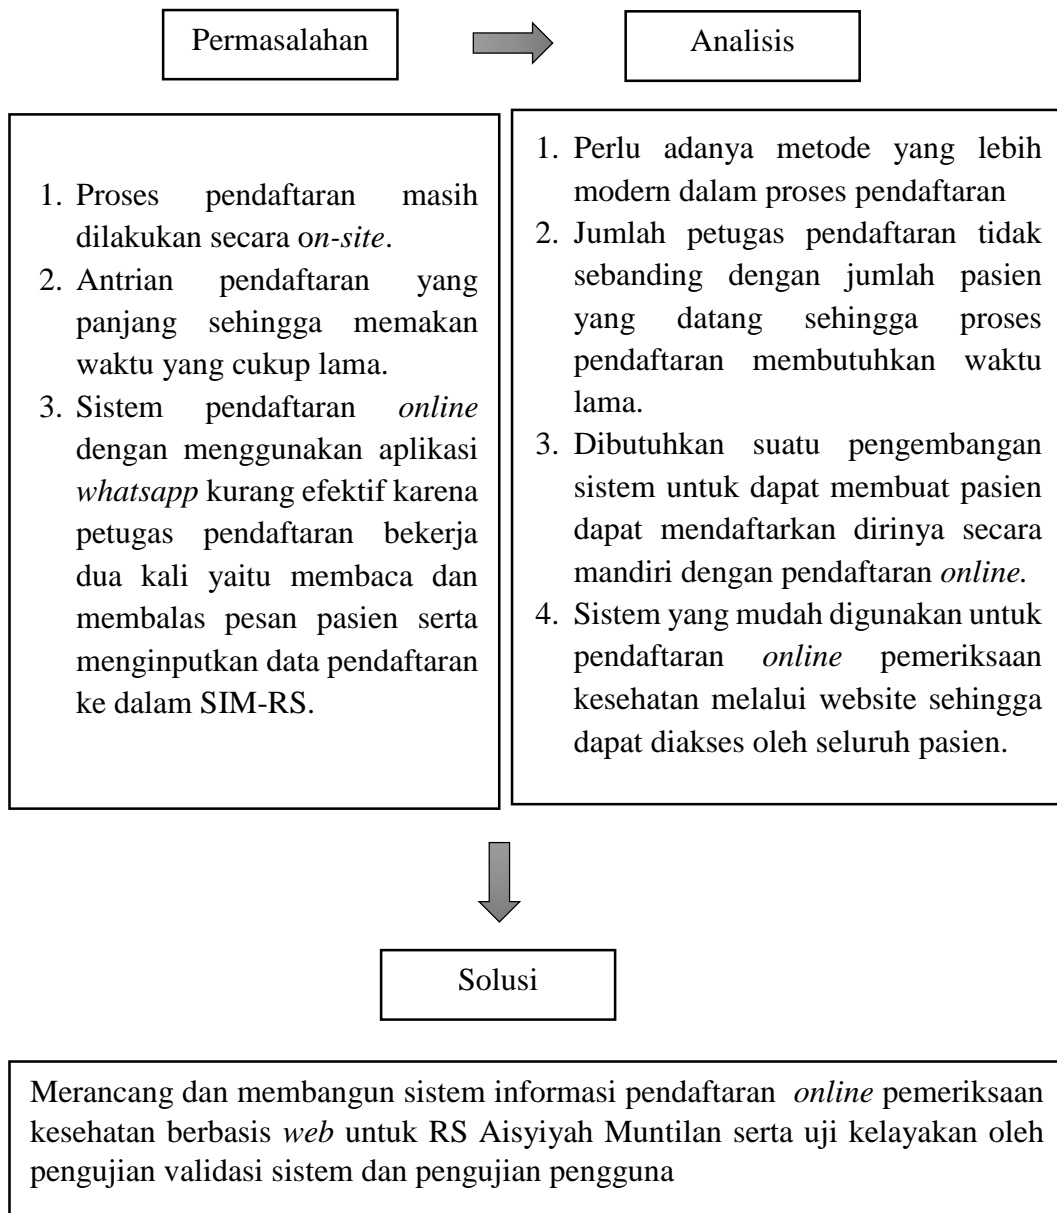 Permasalahan
Analisis
1. Proses pendaftaran masih
dilakukan secara on-site.
2. Antrian pendaftaran yang
panjang sehingga memakan
waktu yang cukup lama.
3. Sistem pendaftaran online
dengan menggunakan aplikasi
whatsapp kurang efektif karena
petugas pendaftaran bekerja
dua kali yaitu membaca dan
membalas pesan pasien serta
menginputkan data pendaftaran
ke dalam SIM-RS.
1. Perlu adanya metode yang lebih
modern dalam proses pendaftaran
2. Jumlah petugas pendaftaran tidak
sebanding dengan jumlah pasien
yang datang sehingga proses
pendaftaran membutuhkan waktu
lama.
3. Dibutuhkan suatu pengembangan
sistem untuk dapat membuat pasien
dapat mendaftarkan dirinya secara
mandiri dengan pendaftaran online.
4. Sistem yang mudah digunakan untuk
pendaftaran online pemeriksaan
kesehatan melalui website sehingga
dapat diakses oleh seluruh pasien.
Solusi
Merancang dan membangun sistem informasi pendaftaran online pemeriksaan
kesehatan berbasis web untuk RS Aisyiyah Muntilan serta uji kelayakan oleh
pengujian validasi sistem dan pengujian pengguna